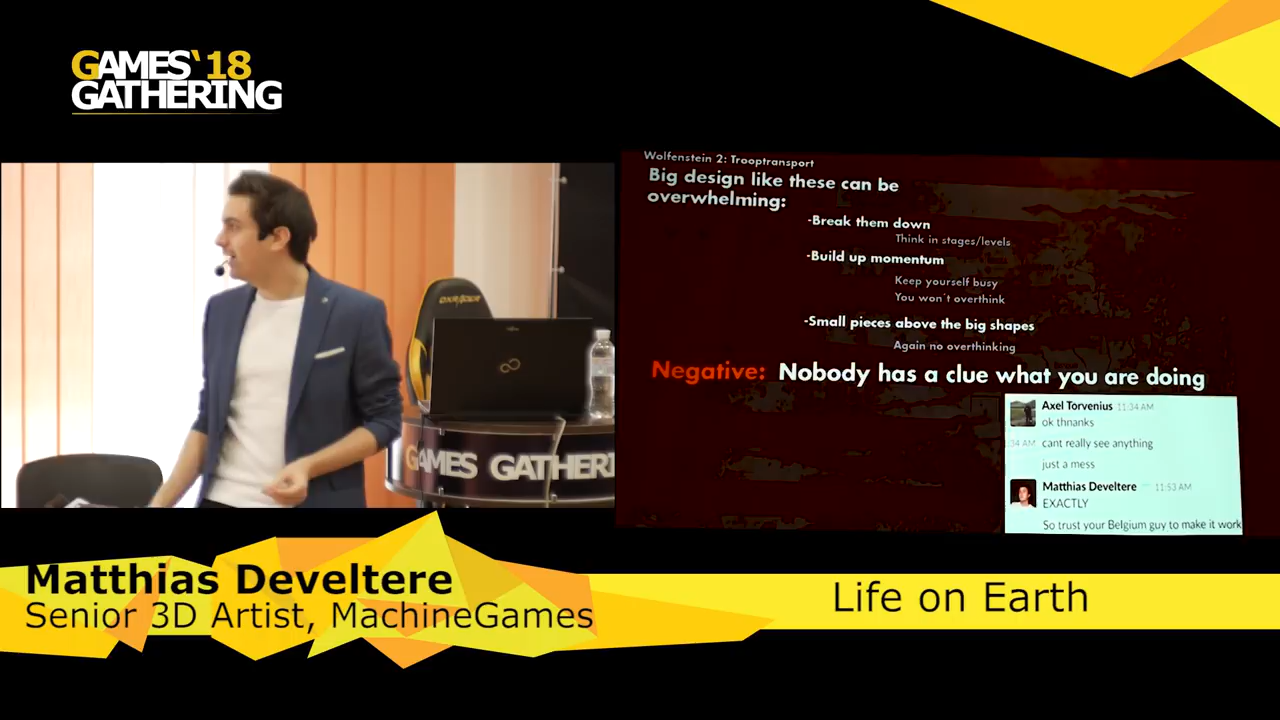 GAMES'18
GATHERING
DXRACER
FUJITSU
GAMES GATHERI
Wolfenstein 2: Trooptransport
Big design like these can be
overwhelming:
-Break them down
Think in stages/levels
-Build up momentum
Keep yourself busy
You won't overthink
-Small pieces above the big shapes
Again no overthinking
Negative: Nobody has a clue what you are doing
Axel Torvenius 11:34 AM
ok thnanks
:34 AM cant really see anything
just a mess
Matthias Develtere 11:53 AM
EXACTLY
So trust your Belgium guy to make it work
Matthias Develtere
Senior 3D Artist, MachineGames
Life on Earth